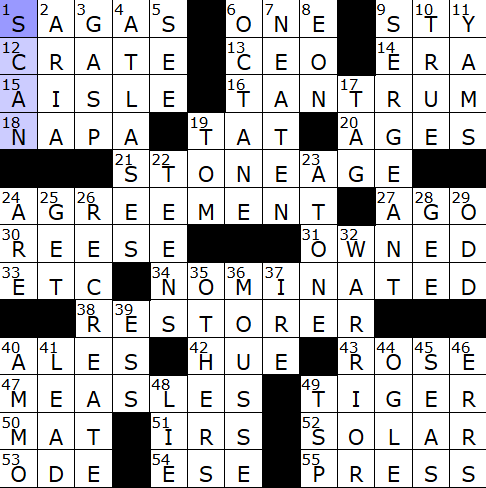 1 2 3 4 5 6 7 8 9 10 11
S A G A S O N E S T Y
12 13 14
C R A T E C E O E R A
15 16 17
A I S L E T A N T R U M
18 19 20
N A P A T A T A G E S
21 22 23
S T O N E A G E
24 25 26 27 28 29
A G R E E M E N T A G O
30 31 32
R E E S E O W N E D
33 34 35 36 37
E T C N O M I N A T E D
38 39
R E S T O R E R
40 41 42 43 44 45 46
A L E S H U E R O S E
47 48 49
M E A S L E S T I G E R
50 51 52
M A T I R S S O L A R
53 54 55
O D E E S E P R E S S